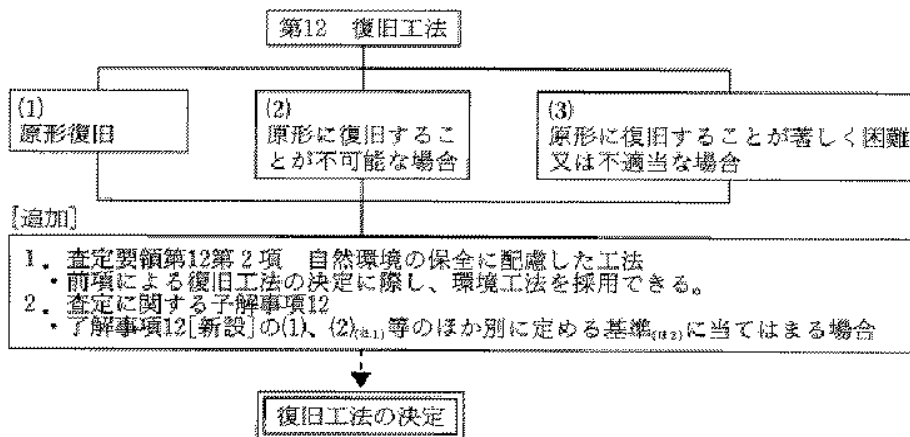 第12　復旧工法
(1)
原形復旧
(2)
原形に復旧するこ
とが不可能な場合
(3)
原形に復旧することが著しく困難
又は不適当な場合
[追加]
1．査定要領第12第2項　自然環境の保全に配慮した工法
・前項による復旧工法の決定に際し、環境工法を採用できる。
2．査定に関する子解事項12
・了解事項12[新設]の(1)、(2)(注1)等のほか別に定める基準(注2)に当てはまる場合
復旧工法の決定